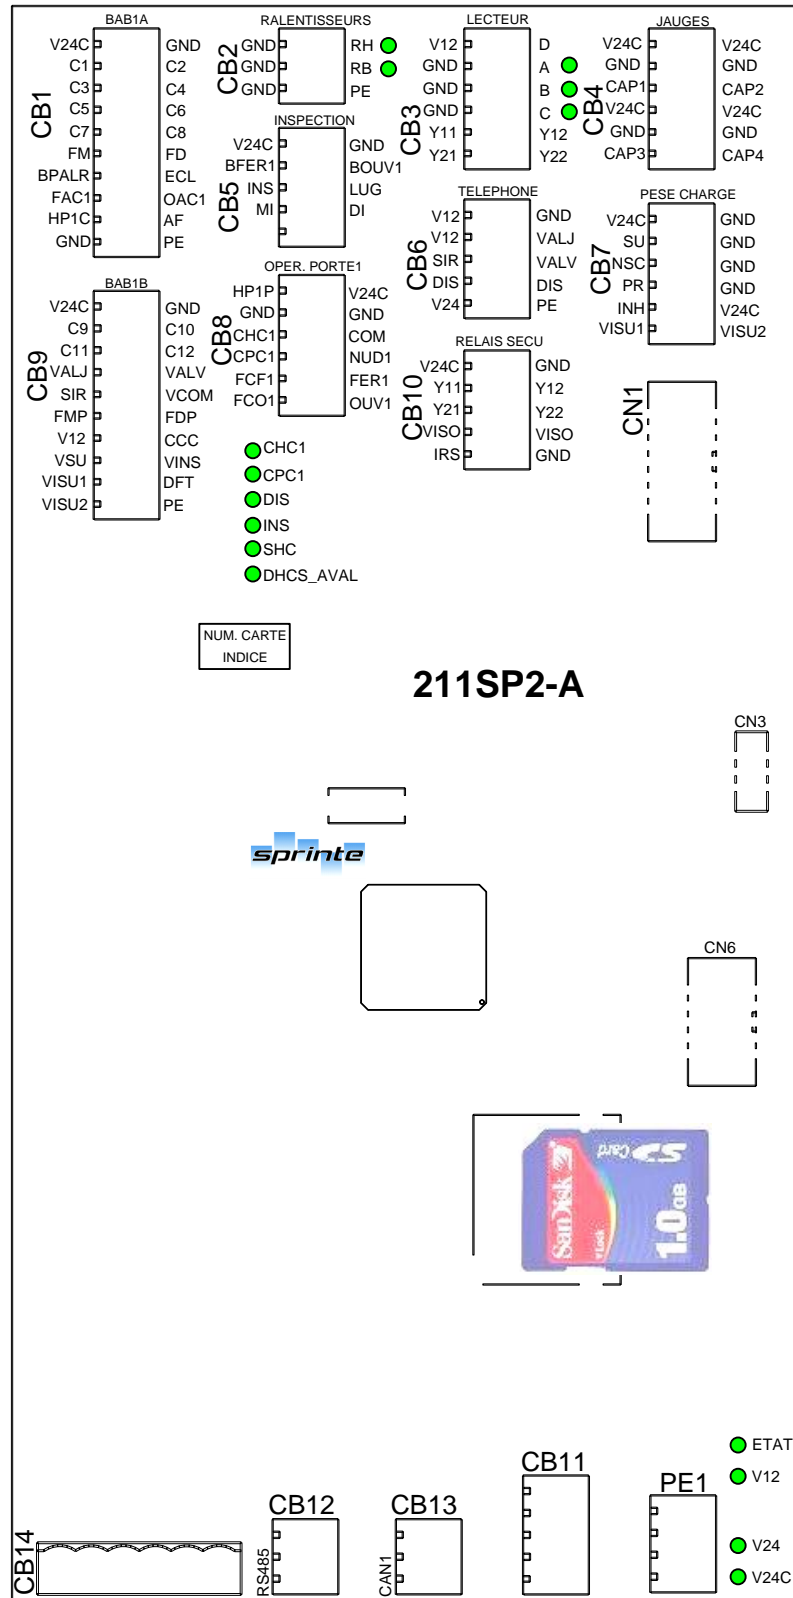 BAB1A
CB1
V24C GND
C1 C2
C3 C4
C5 C6
C7 C8
FM FD
BPALR ECL
FAC1 OAC1
HP1C AF
GND PE
RALENTISSEURS
CB2
GND RH
GND RB
GND PE
LECTEUR
CB3
V12 D
GND A
GND B
GND C
Y11 Y12
Y21 Y22
JAUGES
CB4
V24C V24C
GND GND
CAP1 CAP2
V24C V24C
GND GND
CAP3 CAP4
INSPECTION
CB5
V24C GND
BFER1 BOUV1
INS LUG
MI DI
TELEPHONE
CB6
V12 GND
V12 VALJ
SIR VALV
DIS DIS
V24 PE
PESE CHARGE
CB7
V24C GND
SU GND
NSC GND
PR GND
INH V24C
VISU1 VISU2
OPER. PORTE1
CB8
HP1P V24C
GND GND
CHC1 COM
CPC1 NUD1
FCF1 FER1
FCO1 OUV1
BAB1B
CB9
V24C GND
C9 C10
C11 C12
VALJ VALV
SIR VCOM
FMP FDP
V12 CCC
VSU VINS
VISU1 DFT
VISU2 PE
RELAIS SECU
CB10
V24C GND
Y11 Y12
Y21 Y22
VISO VISO
IRS GND
CN1
CHC1
CPC1
DIS
INS
SHC
DHCS_AVAL
NUM. CARTE
INDICE
211SP2-A
CN3
sprinte
CN6
SD Card
SanDisk
Lock
1.0 GB
ETAT
V12
V24
V24C
CB14
CB12
RS485
CB13
CAN1
CB11
PE1